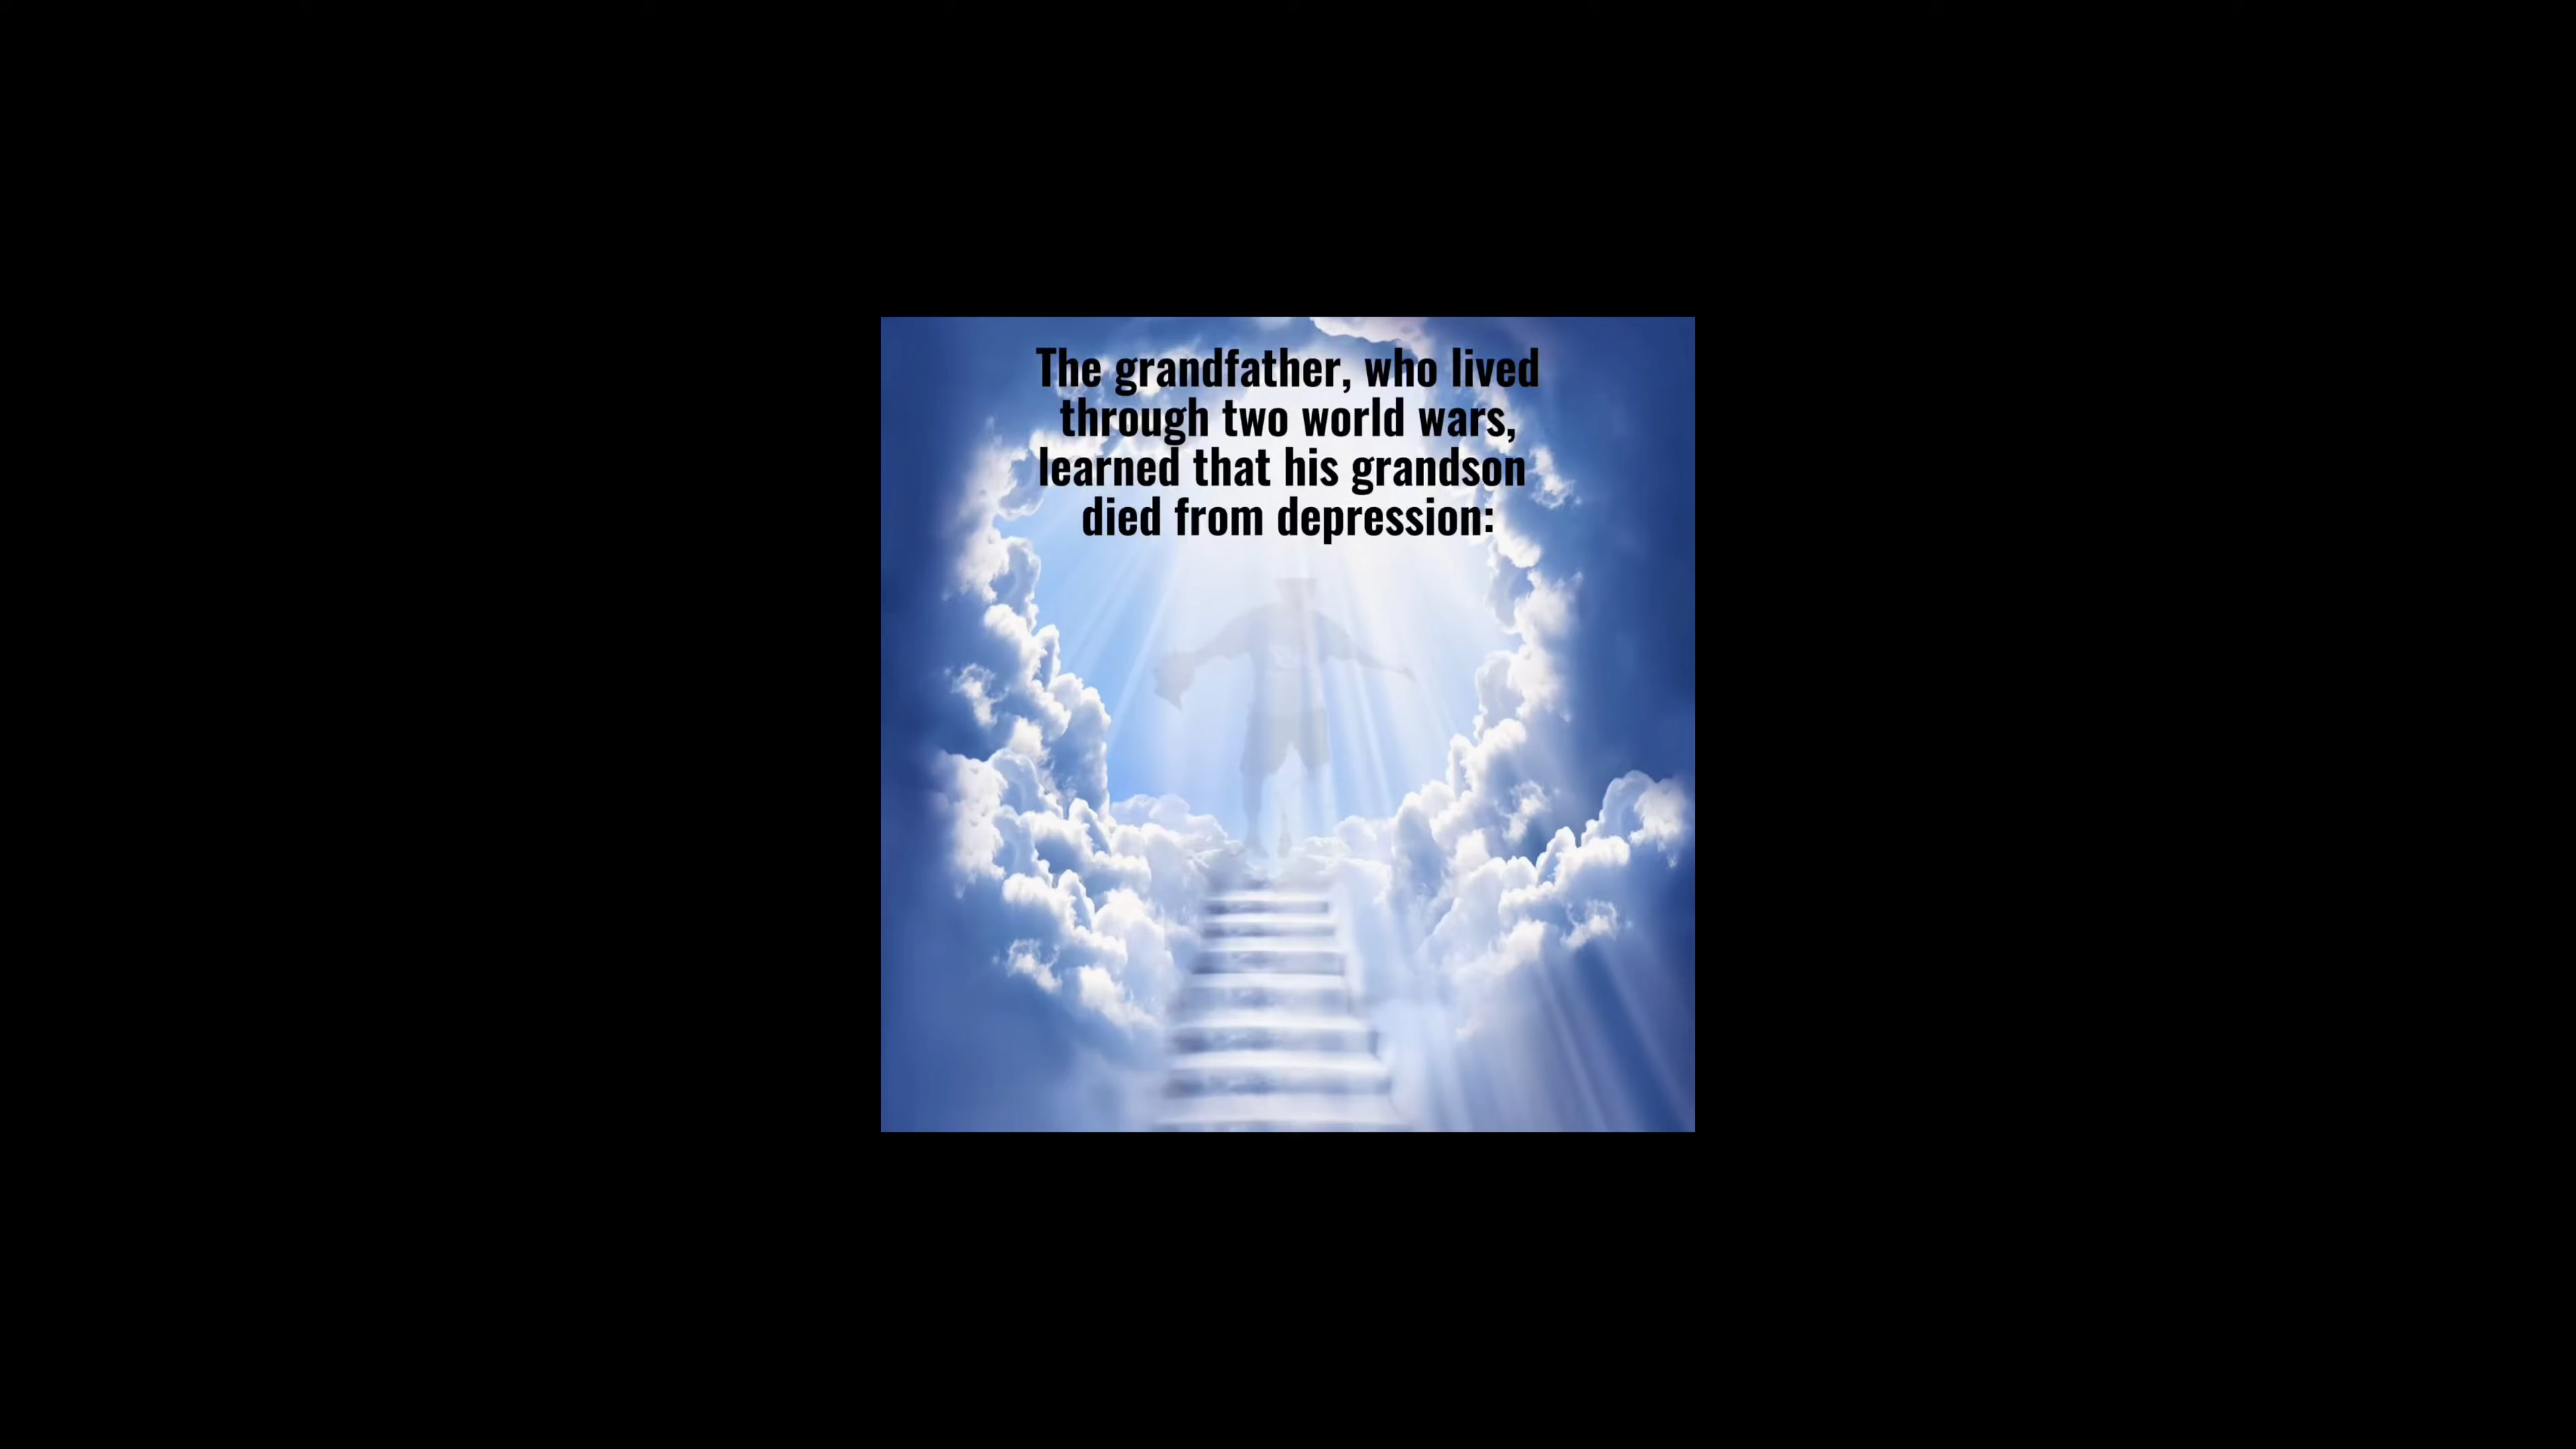 The grandfather, who lived
through two world wars,
learned that his grandson
died from depression: